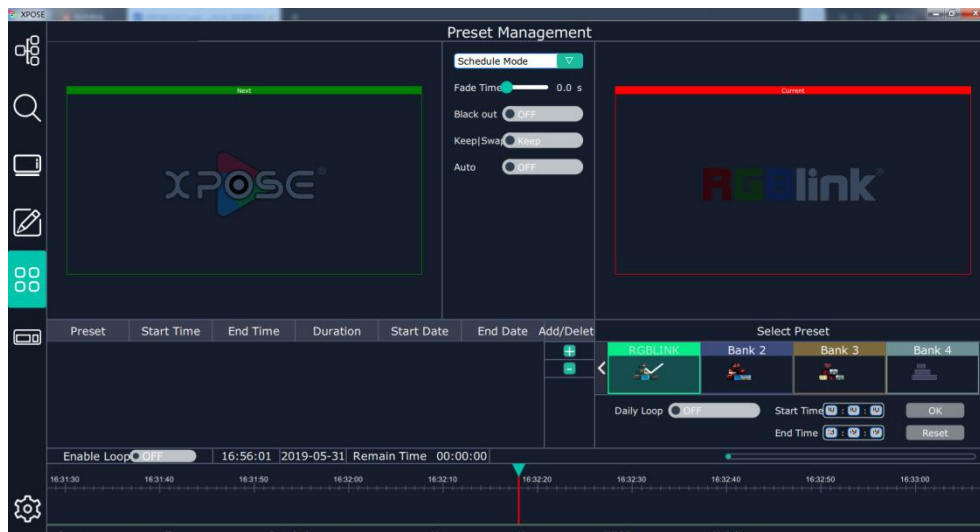 XPOSE
Preset Management
Schedule Mode
Fade Time 0.0 s
Black out OFF
Keep|Swap Keep
Auto OFF
Next
XPOSE®
Current
RGBlink®
Preset Start Time End Time Duration Start Date End Date Add/Delet
+
-
Select Preset
RGBLINK Bank 2 Bank 3 Bank 4
Daily Loop OFF
Start Time : : OK
End Time : : Reset
Enable Loop OFF 16:56:01 2019-05-31 Remain Time 00:00:00
16:31:30 16:31:40 16:31:50 16:32:00 16:32:10 16:32:20 16:32:30 16:32:40 16:32:50 16:33:00